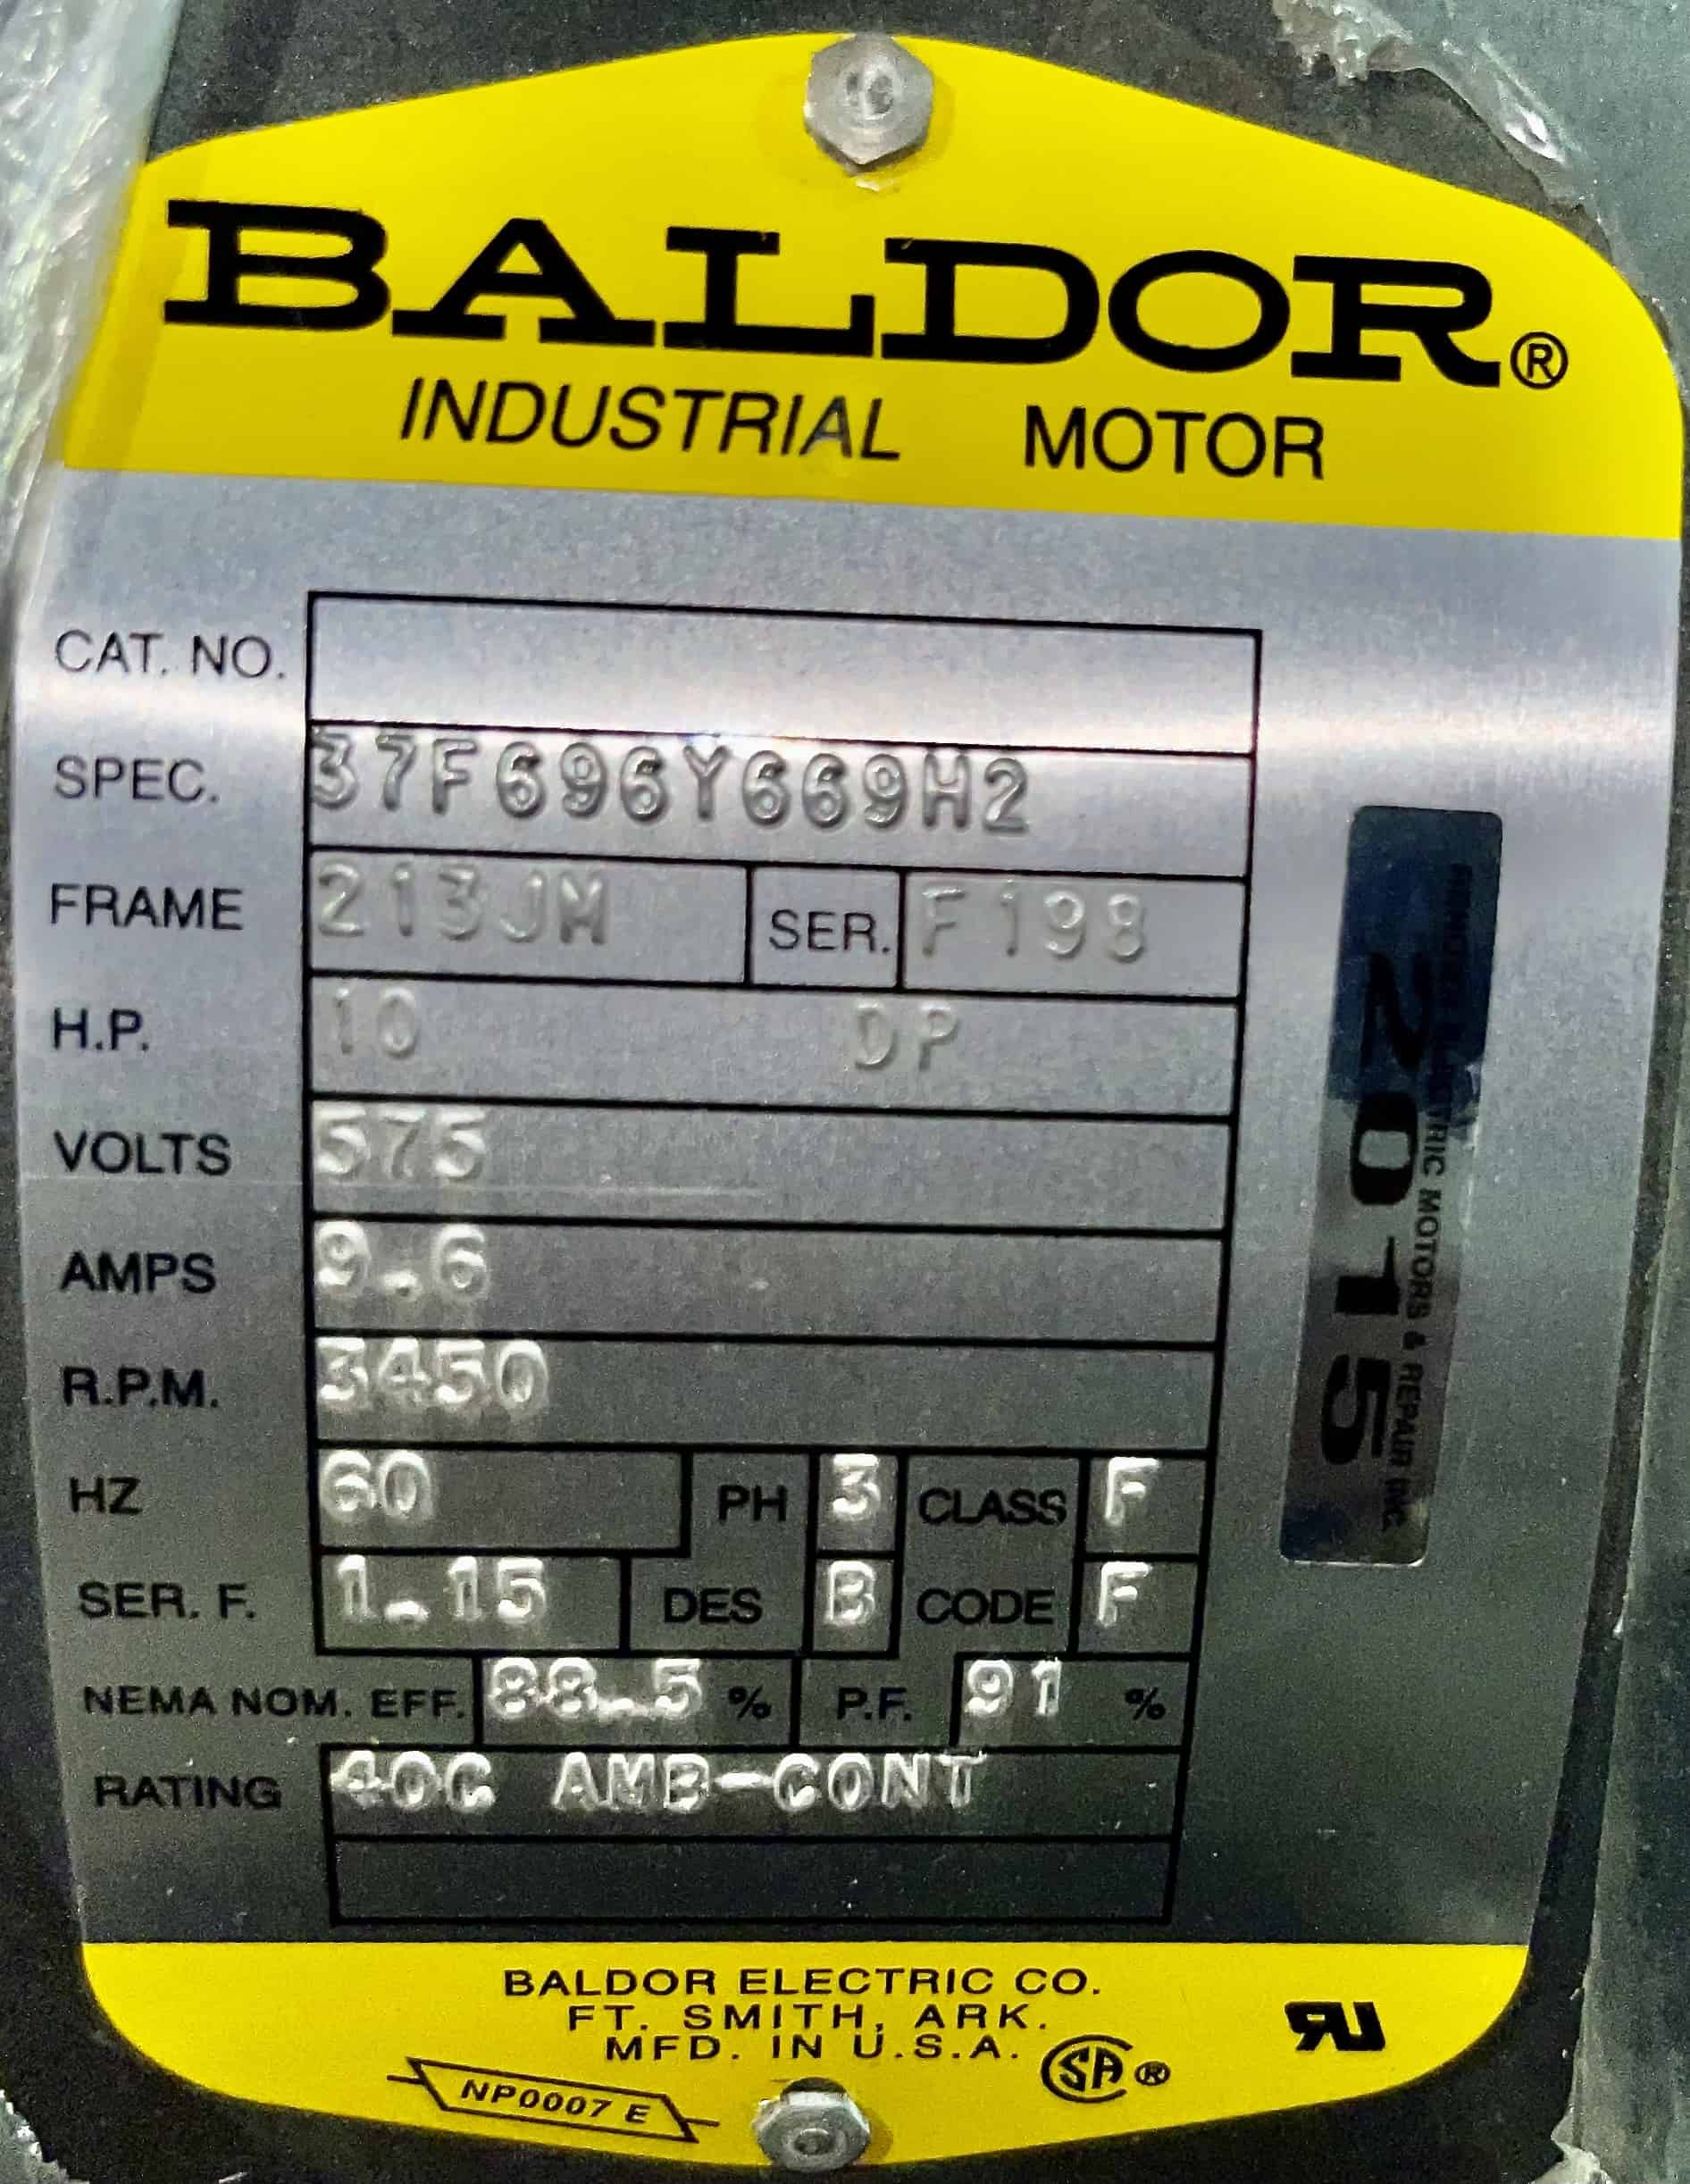 BALDOR®
INDUSTRIAL MOTOR
CAT. NO.
SPEC. 37F696Y669H2
FRAME 213JM SER. F198
H.P. 10 DP
VOLTS 575
AMPS 9.6
R.P.M. 3450
HZ 60 PH 3 CLASS F
SER. F. 1.15 DES B CODE F
NEMA NOM. EFF. 88.5 % P.F. 91 %
RATING 40C AMB-CONT
BALDOR ELECTRIC CO.
FT. SMITH, ARK.
MFD. IN U.S.A.
NP0007 E
SA®
RU
MOTORS & REPAIR INC.
2015